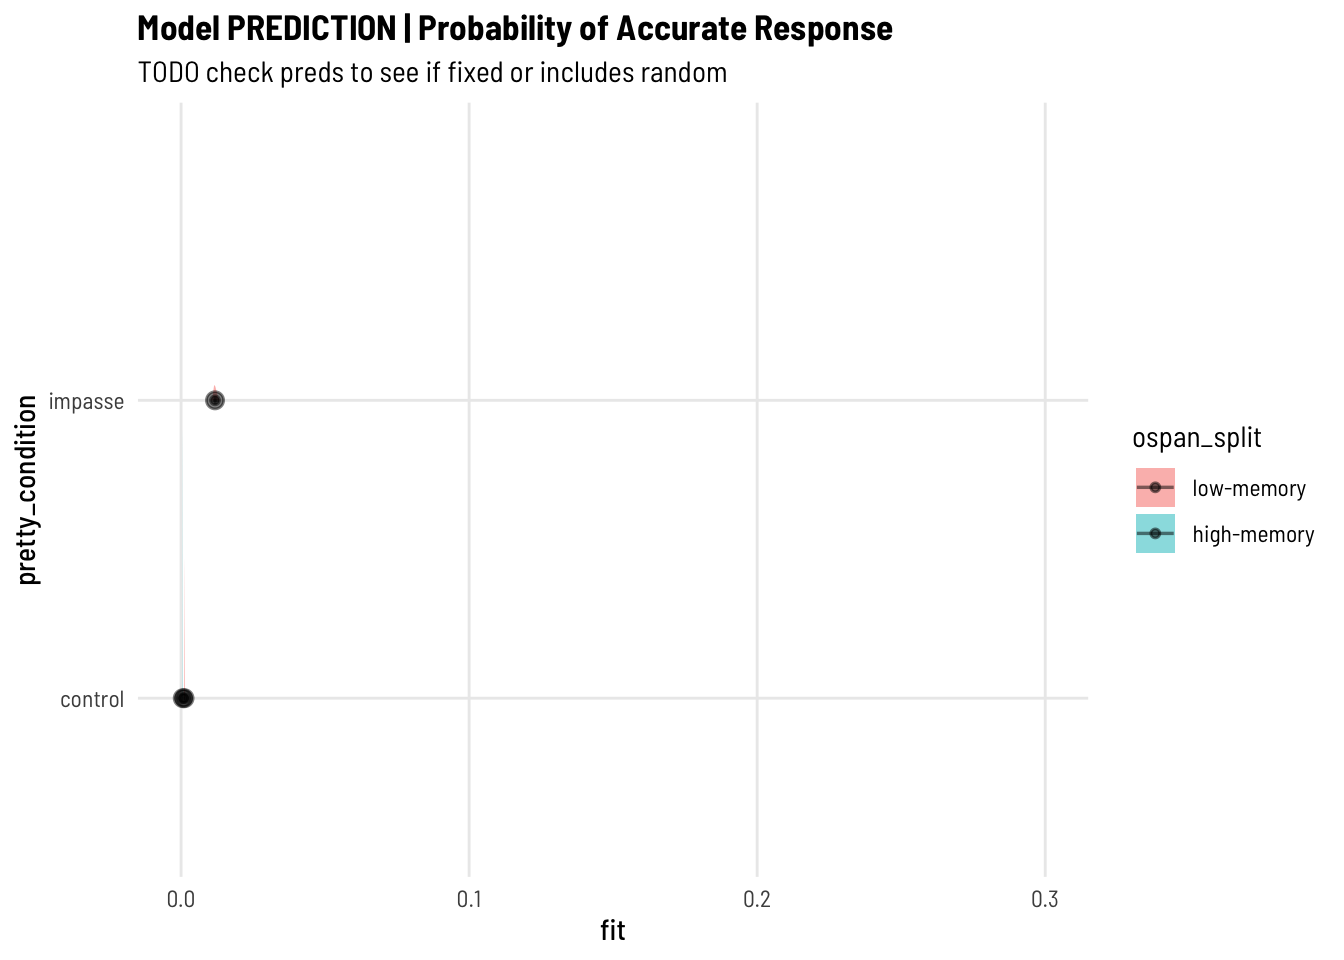 Model PREDICTION | Probability of Accurate Response
TODO check preds to see if fixed or includes random
pretty_condition
impasse
control
0.0
0.1
0.2
0.3
fit
ospan_split
low-memory
high-memory